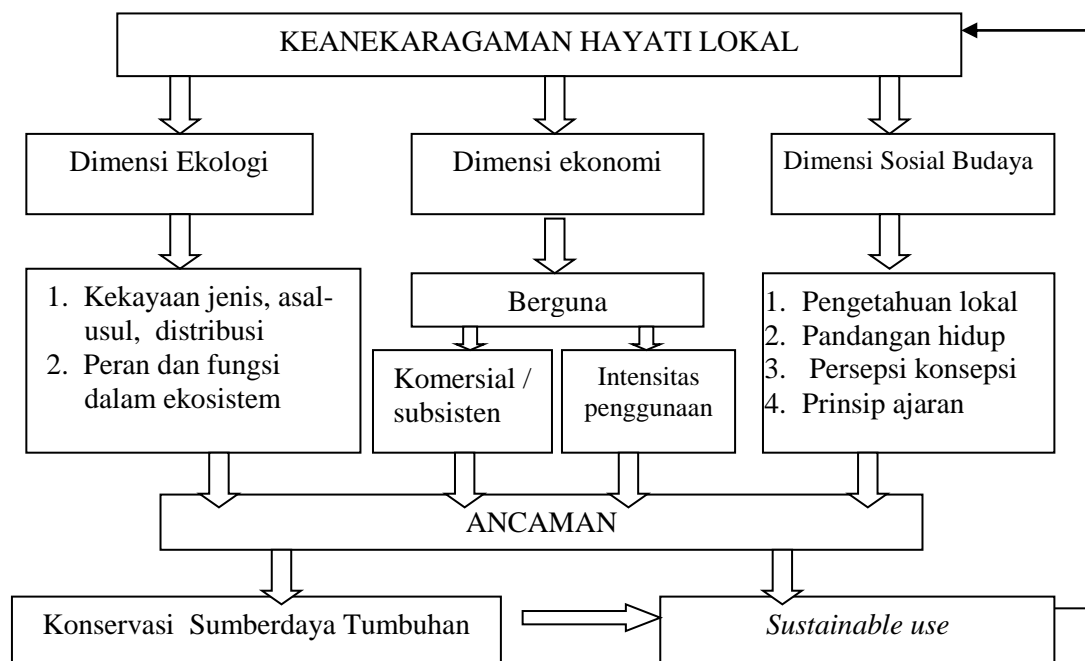 KEANEKARAGAMAN HAYATI LOKAL
Dimensi Ekologi
Dimensi ekonomi
Dimensi Sosial Budaya
1. Kekayaan jenis, asal-
usul, distribusi
2. Peran dan fungsi
dalam ekosistem
Berguna
Komersial /
subsisten
Intensitas
penggunaan
1. Pengetahuan lokal
2. Pandangan hidup
3. Persepsi konsepsi
4. Prinsip ajaran
ANCAMAN
Konservasi Sumberdaya Tumbuhan
Sustainable use